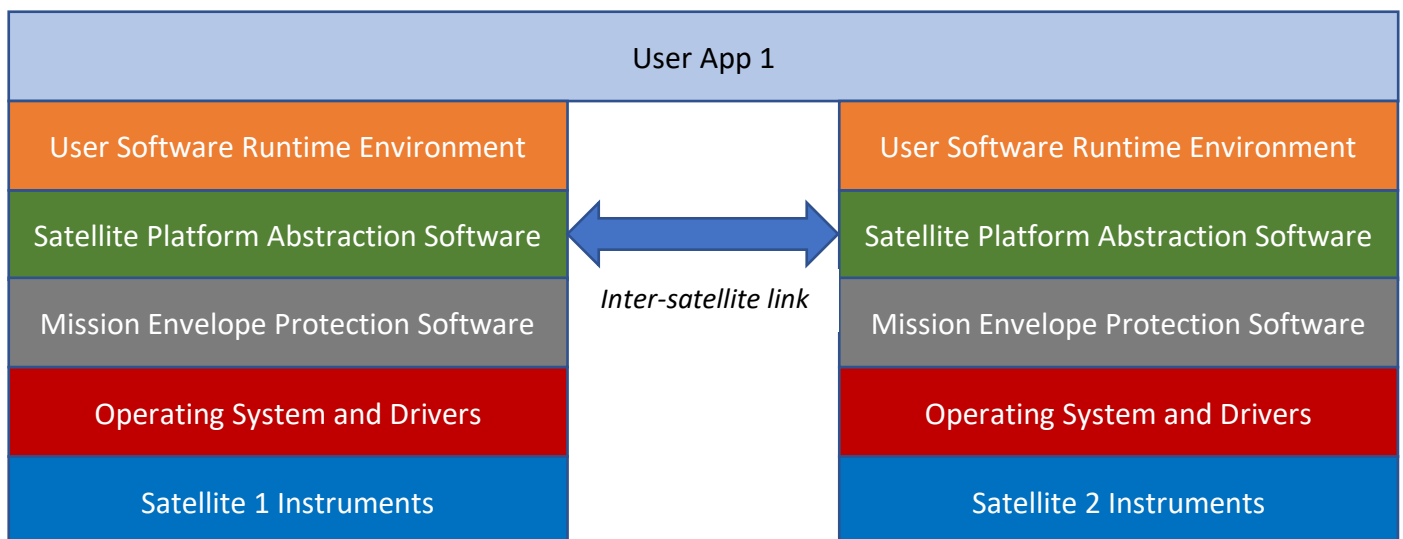 User App 1
User Software Runtime Environment
User Software Runtime Environment
Satellite Platform Abstraction Software
Satellite Platform Abstraction Software
Inter-satellite link
Mission Envelope Protection Software
Mission Envelope Protection Software
Operating System and Drivers
Operating System and Drivers
Satellite 1 Instruments
Satellite 2 Instruments